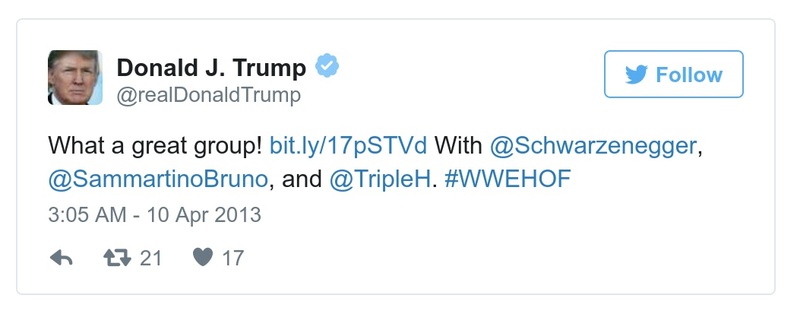 Donald J. Trump
@realDonaldTrump
Follow
What a great group! bit.ly/17pSTVd With @Schwarzenegger,
@SammartinoBruno, and @TripleH. #WWEHOF
3:05 AM - 10 Apr 2013
21 17